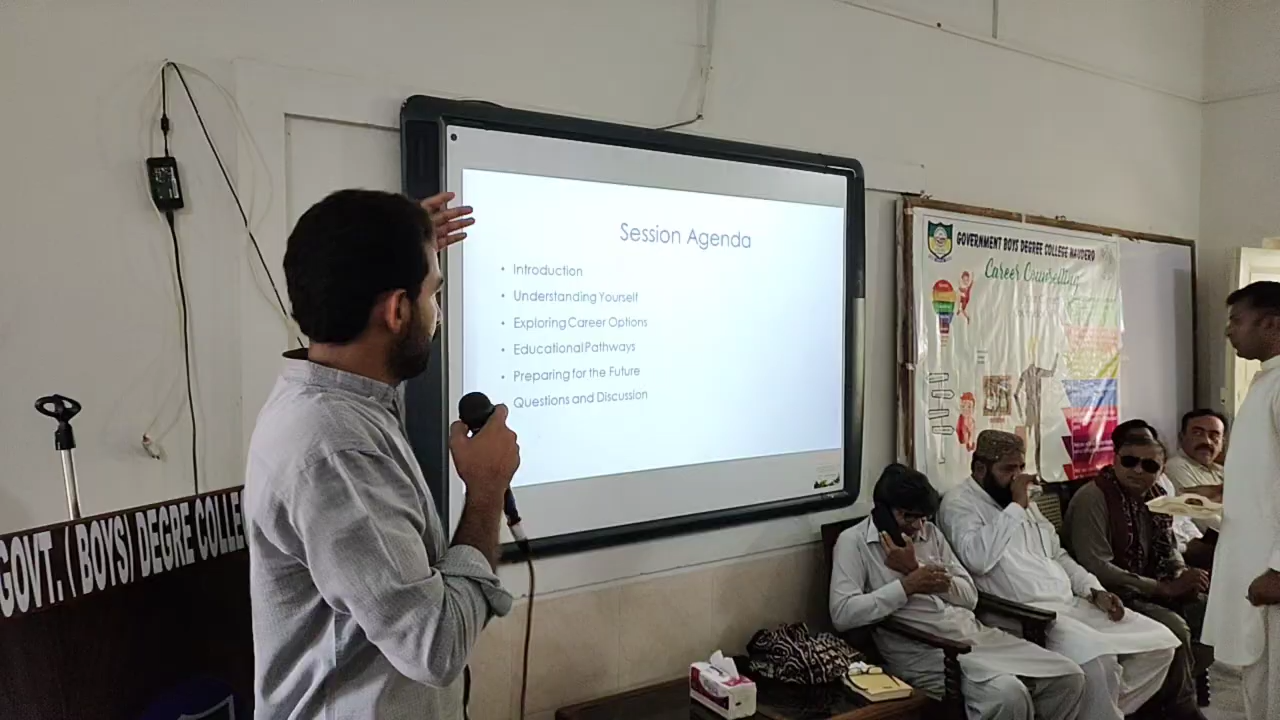 Session Agenda
• Introduction
• Understanding Yourself
• Exploring Career Options
• Educational Pathways
• Preparing for the Future
Questions and Discussion
GOVERNMENT BOYS DEGREE COLLEGE NAUDERO
Career Counselling
GOVT. ( BOYS) DEGRE COLLE